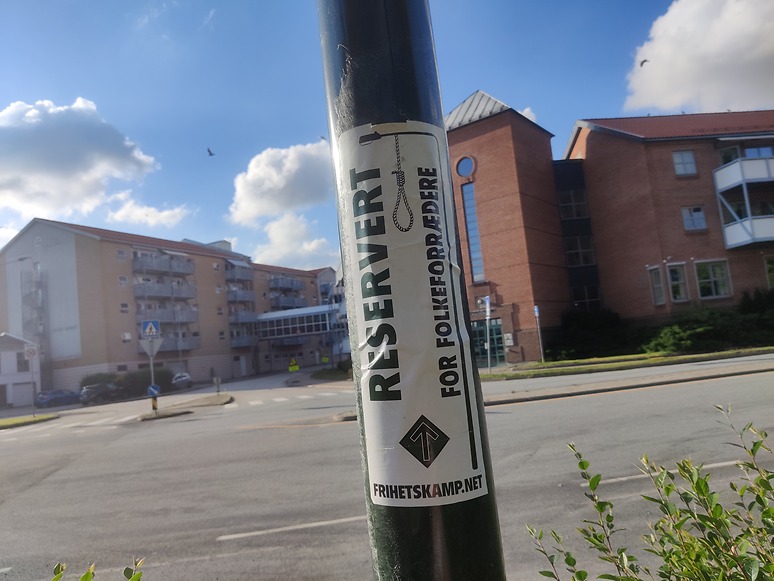 RESERVERT
FOR FOLKEFORRÆDERE
FRIHETSKAMP.NET